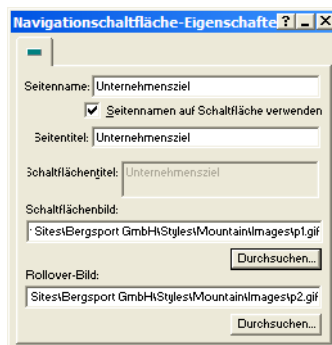 Navigationschaltfläche-Eigenschafte
Seitenname: Unternehmensziel
Seitennamen auf Schaltfläche verwenden
Seitentitel: Unternehmensziel
Schaltflächentitel: Unternehmensziel
Schaltflächenbild:
Sites\Bergsport GmbH\Styles\Mountain\Images\p1.gif
Durchsuchen...
Rollover-Bild:
Sites\Bergsport GmbH\Styles\Mountain\Images\p2.gif
Durchsuchen...